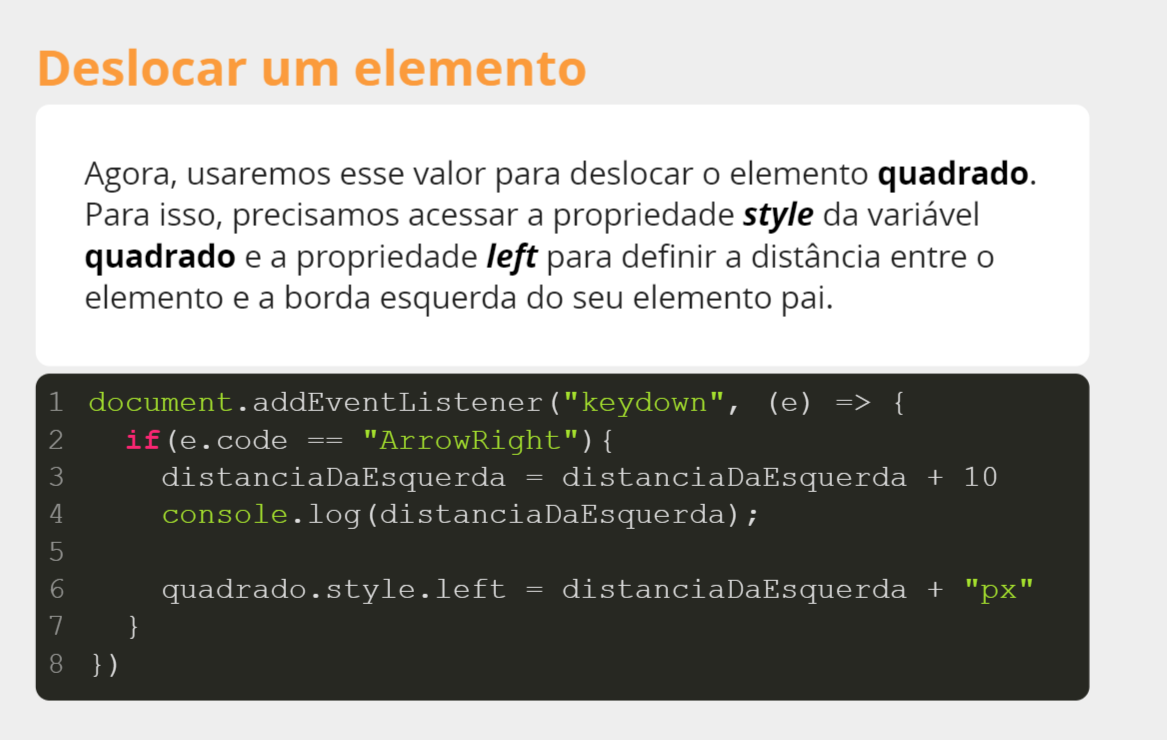 Deslocar um elemento
Agora, usaremos esse valor para deslocar o elemento quadrado.
Para isso, precisamos acessar a propriedade style da variável
quadrado e a propriedade left para definir a distância entre o
elemento e a borda esquerda do seu elemento pai.
1 document.addEventListener("keydown", (e) => {
2   if(e.code == "ArrowRight"){
3     distanciaDaEsquerda = distanciaDaEsquerda + 10
4     console.log(distanciaDaEsquerda);
5
6     quadrado.style.left = distanciaDaEsquerda + "px"
7   }
8 })